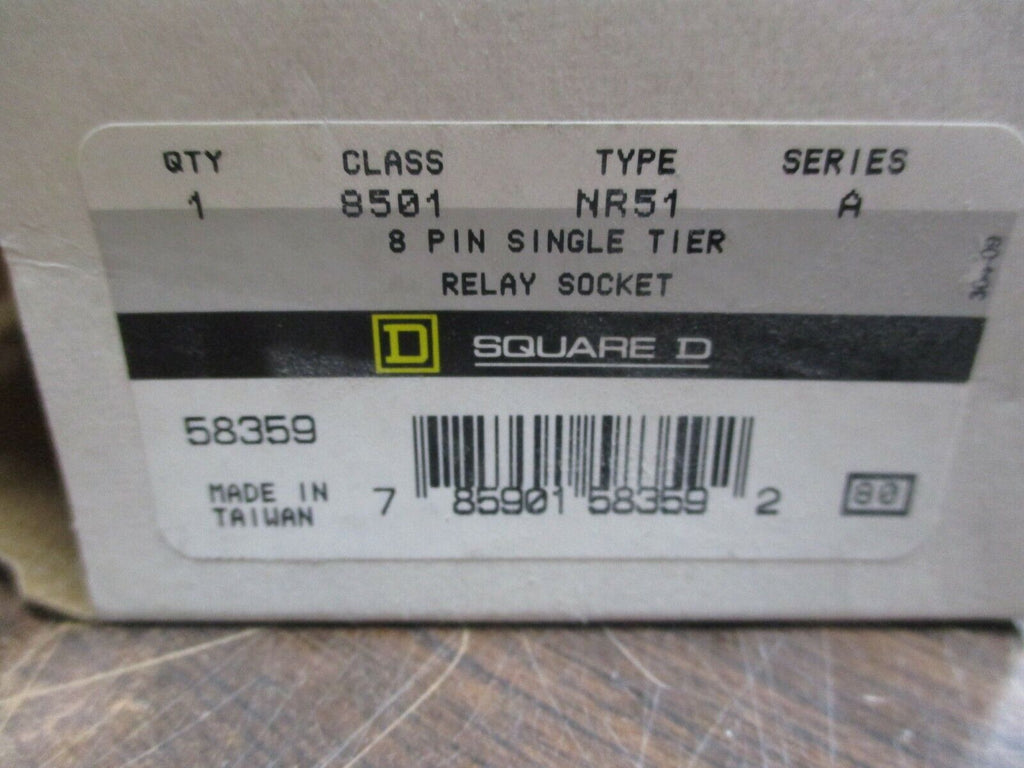 QTY CLASS TYPE SERIES
1 8501 NR51 A
8 PIN SINGLE TIER
RELAY SOCKET
D SQUARE D
58359
MADE IN
TAIWAN
7 85901 58359 2
80